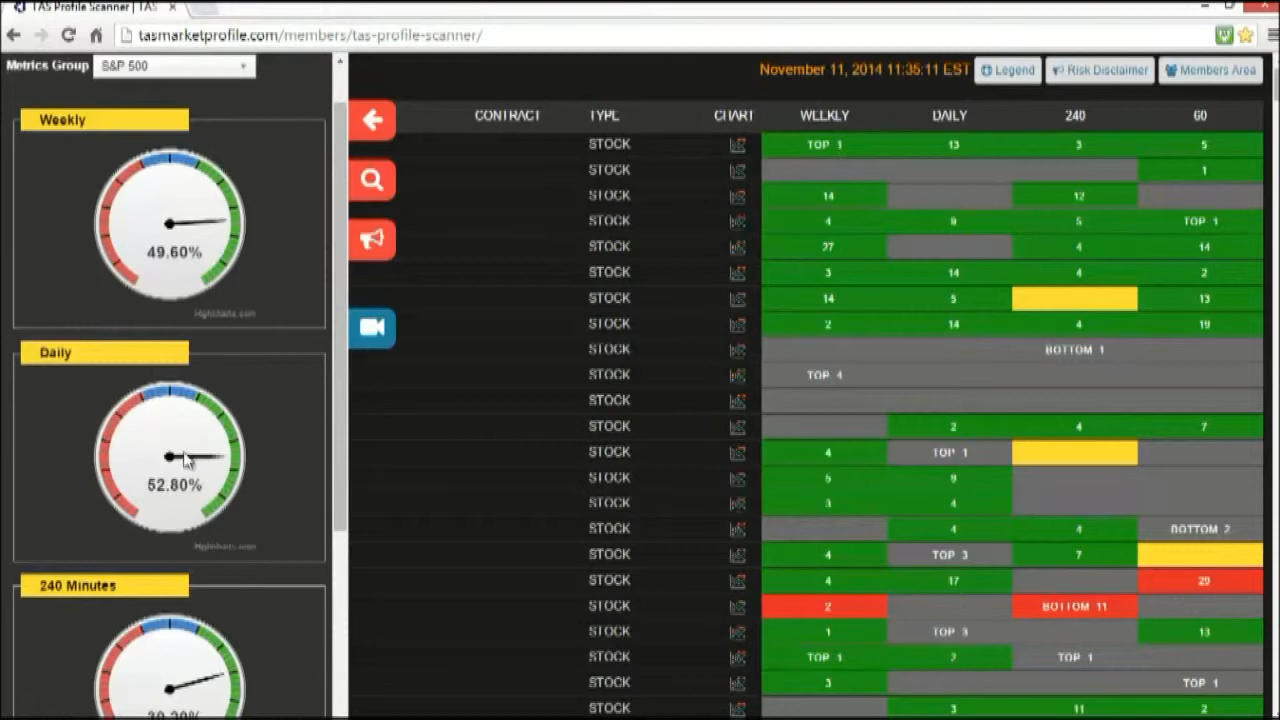 TAS Profile Scanner | TAS
tasmarketprofile.com/members/tas-profile-scanner/
Metrics Group S&P 500
November 11, 2014 11:35:11 EST Legend Risk Disclaimer Members Area
Weekly
49.60%
Highcharts.com
Daily
52.80%
Highcharts.com
240 Minutes
CONTRACT TYPE CHART WEEKLY DAILY 240 60
STOCK TOP 1 13 3 5
STOCK 1
STOCK 14 12
STOCK 4 9 5 TOP 1
STOCK 27 4 14
STOCK 3 14 4 2
STOCK 14 5 13
STOCK 2 14 4 19
STOCK BOTTOM 1
STOCK TOP 4
STOCK
STOCK 2 4 7
STOCK 4 TOP 1
STOCK 5 9
STOCK 3 4
STOCK 4 4 BOTTOM 2
STOCK 4 TOP 3 7
STOCK 4 17 29
STOCK 2 BOTTOM 11
STOCK 1 TOP 3 13
STOCK TOP 1 2 TOP 1
STOCK 3 TOP 1
STOCK 3 11 2